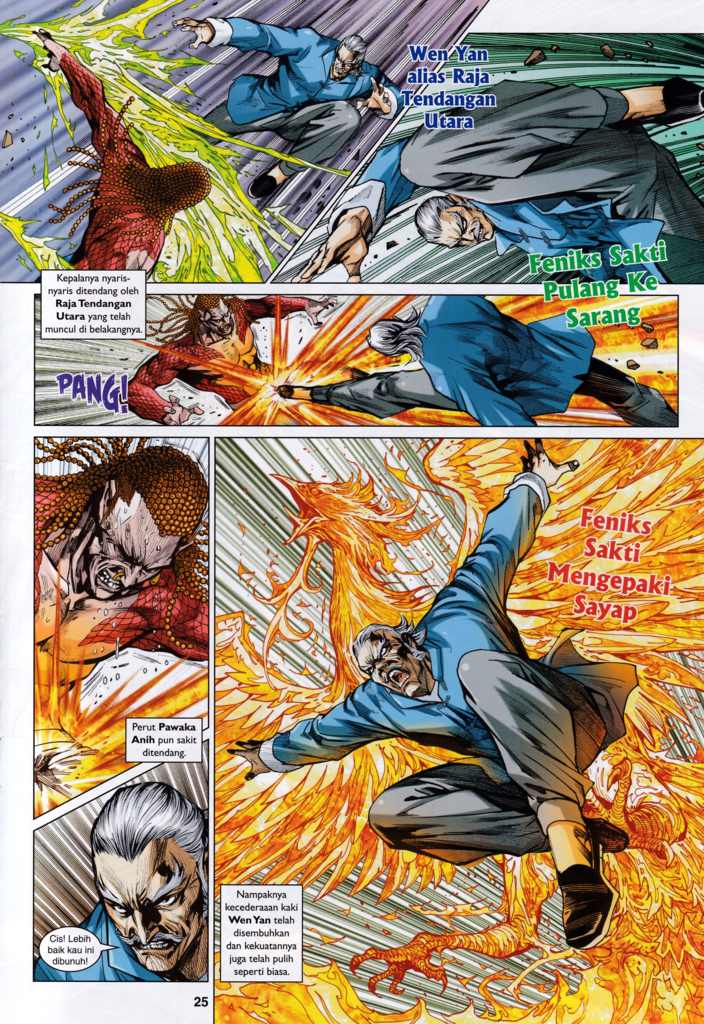 Wen Yan
alias Raja
Tendangan
Utara
Feniks Sakti
Pulang Ke
Sarang
Kepalanya nyaris-
nyaris ditendang oleh
Raja Tendangan
Utara yang telah
muncul di belakangnya.
PANG!
Perut Pawaka
Anih pun sakit
ditendang.
Feniks
Sakti
Mengepaki
Sayap
Cis! Lebih
baik kau ini
dibunuh!
Nampaknya
kecederaaan kaki
Wen Yan telah
disembuhkan
dan kekuatannya
juga telah pulih
seperti biasa.
25